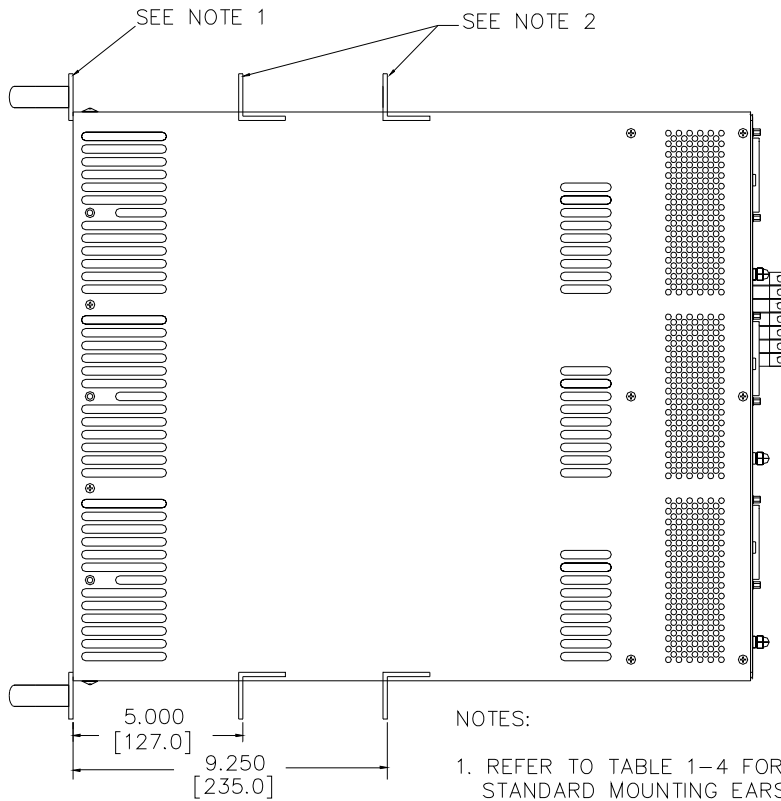 SEE NOTE 1
SEE NOTE 2
5.000
[127.0]
9.250
[235.0]
NOTES:
1. REFER TO TABLE 1-4 FOR
STANDARD MOUNTING EARS